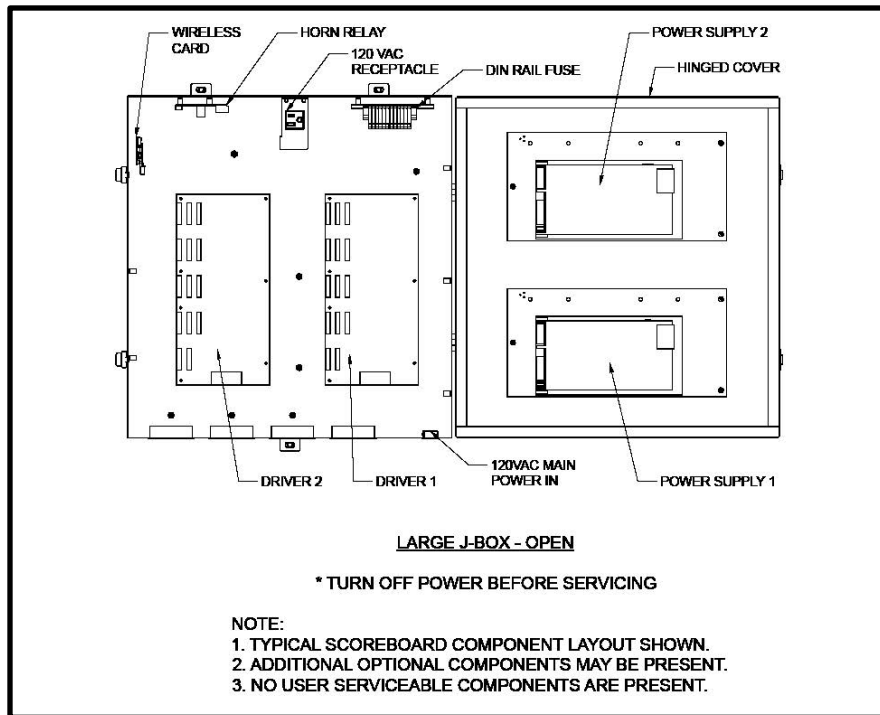 WIRELESS
CARD
HORN RELAY
120 VAC
RECEPTACLE
DIN RAIL FUSE
POWER SUPPLY 2
HINGED COVER
DRIVER 2
DRIVER 1
120VAC MAIN
POWER IN
POWER SUPPLY 1
LARGE J-BOX - OPEN
* TURN OFF POWER BEFORE SERVICING
NOTE:
1. TYPICAL SCOREBOARD COMPONENT LAYOUT SHOWN.
2. ADDITIONAL OPTIONAL COMPONENTS MAY BE PRESENT.
3. NO USER SERVICEABLE COMPONENTS ARE PRESENT.